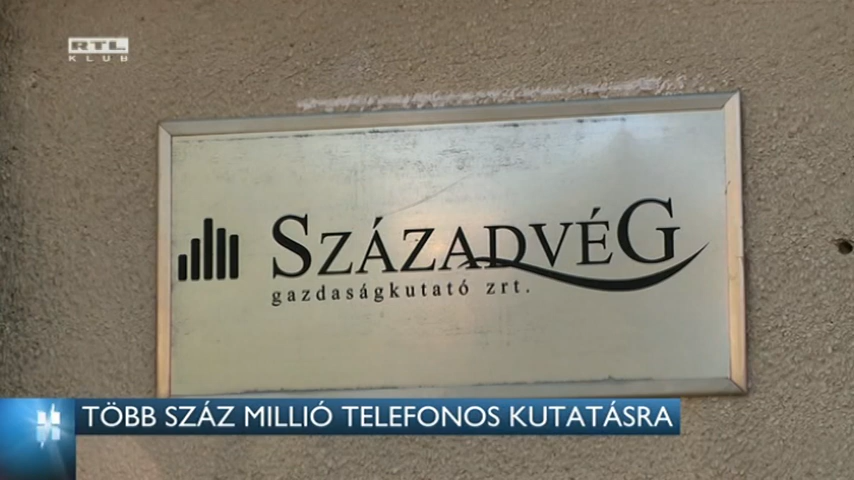 RTL
KLUB
SZÁZADVÉG
gazdaságkutató zrt.
TÖBB SZÁZ MILLIÓ TELEFONOS KUTATÁSRA